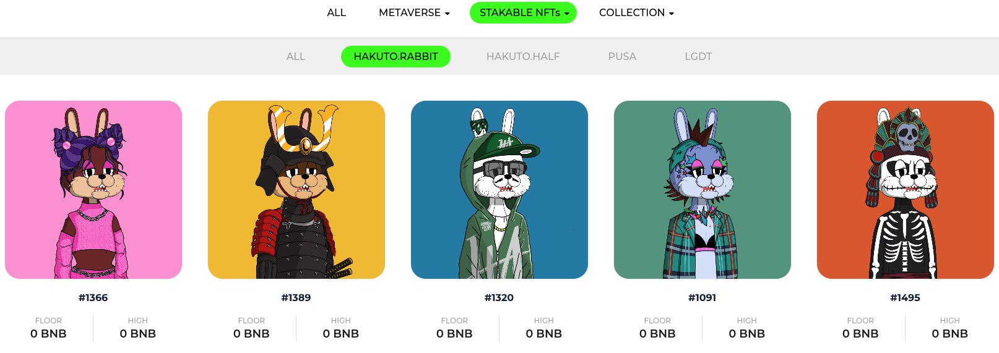 ALL METAVERSE STAKABLE NFTs COLLECTION
ALL HAKUTO.RABBIT HAKUTO.HALF PUSA LGDT
HA
HA
#1366 #1389 #1320 #1091 #1495
FLOOR HIGH FLOOR HIGH FLOOR HIGH FLOOR HIGH FLOOR HIGH
0 BNB 0 BNB 0 BNB 0 BNB 0 BNB 0 BNB 0 BNB 0 BNB 0 BNB 0 BNB